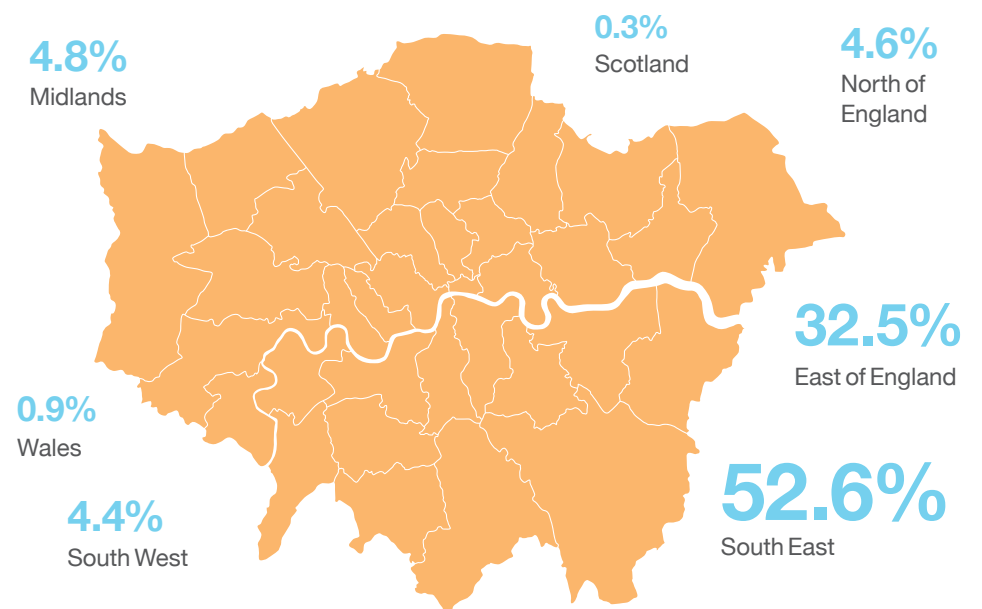 4.8%
Midlands
0.3%
Scotland
4.6%
North of
England
32.5%
East of England
0.9%
Wales
4.4%
South West
52.6%
South East